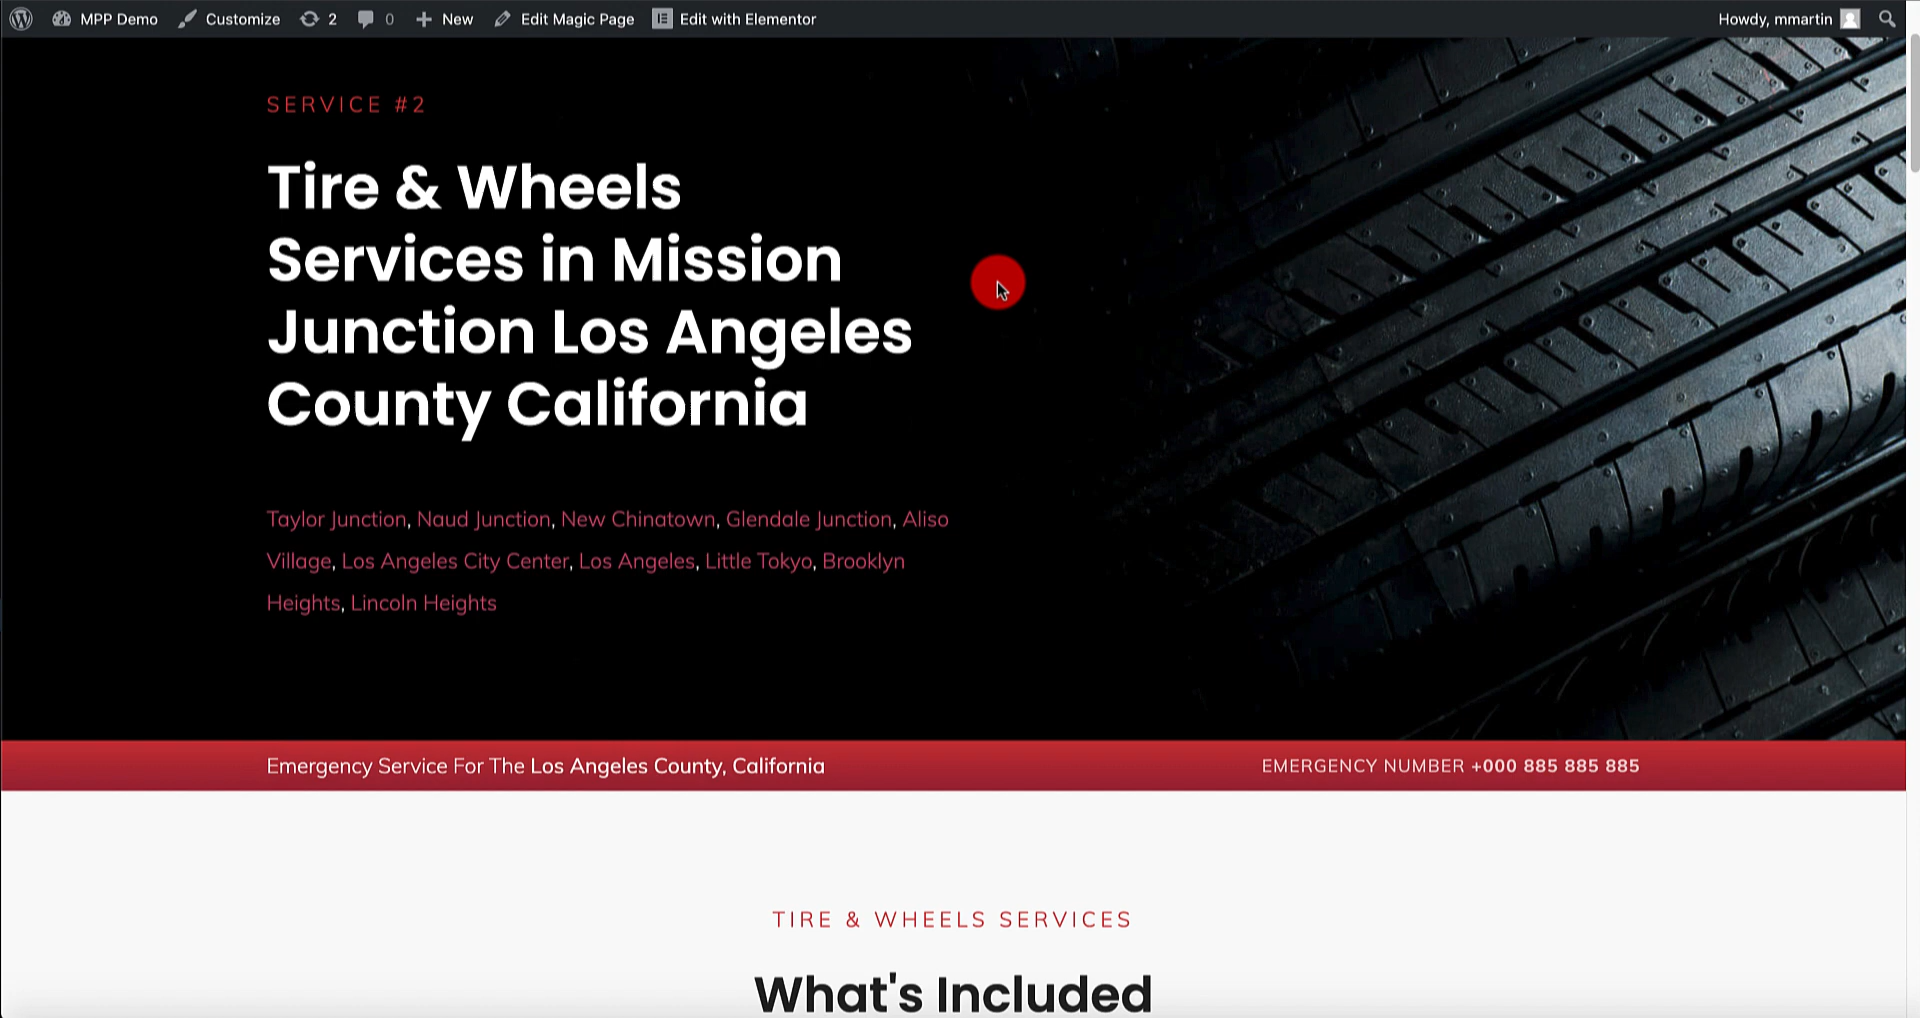 MPP Demo Customize 2 0 New Edit Magic Page Edit with Elementor Howdy, mmartin
SERVICE #2
Tire & Wheels
Services in Mission
Junction Los Angeles
County California
Taylor Junction, Naud Junction, New Chinatown, Glendale Junction, Aliso
Village, Los Angeles City Center, Los Angeles, Little Tokyo, Brooklyn
Heights, Lincoln Heights
Emergency Service For The Los Angeles County, California
EMERGENCY NUMBER +000 885 885 885
TIRE & WHEELS SERVICES
What's Included